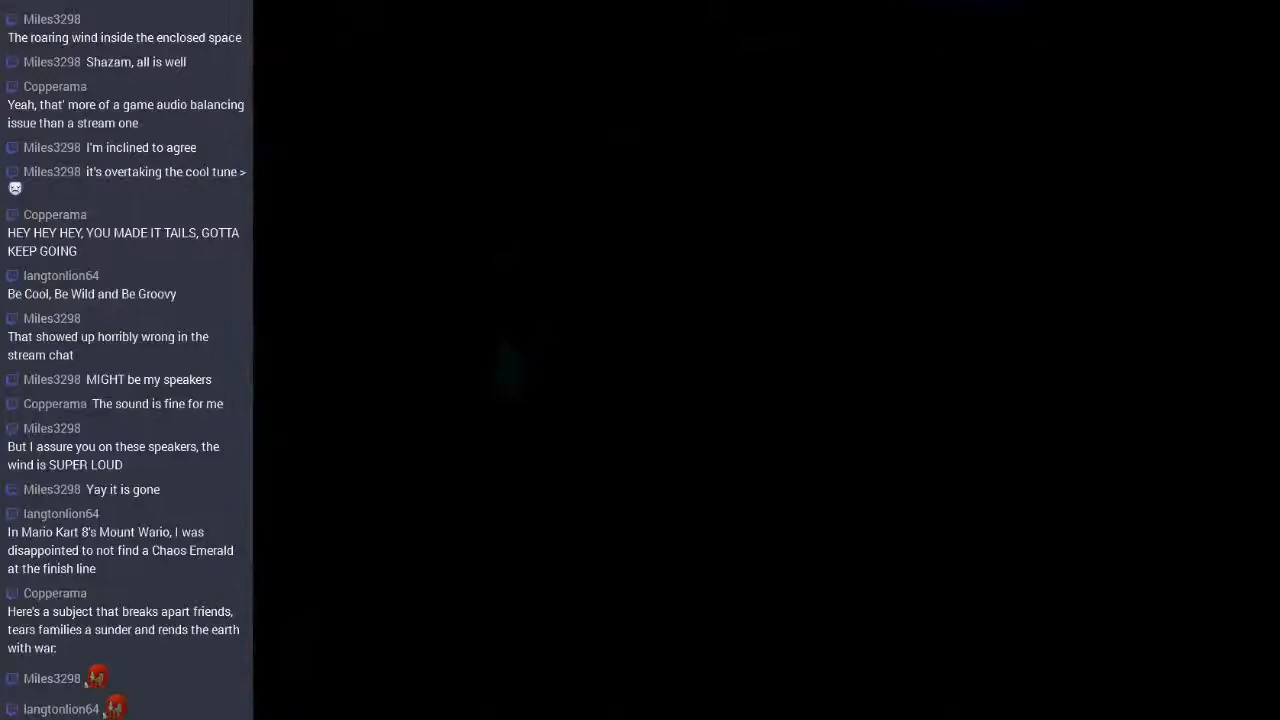 Miles3298
The roaring wind inside the enclosed space
Miles3298 Shazam, all is well
Copperama
Yeah, that' more of a game audio balancing
issue than a stream one
Miles3298 I'm inclined to agree
Miles3298 it's overtaking the cool tune >
Copperama
HEY HEY HEY, YOU MADE IT TAILS, GOTTA
KEEP GOING
langtonlion64
Be Cool, Be Wild and Be Groovy
Miles3298
That showed up horribly wrong in the
stream chat
Miles3298 MIGHT be my speakers
Copperama The sound is fine for me
Miles3298
But I assure you on these speakers, the
wind is SUPER LOUD
Miles3298 Yay it is gone
langtonlion64
In Mario Kart 8's Mount Wario, I was
disappointed to not find a Chaos Emerald
at the finish line
Copperama
Here's a subject that breaks apart friends,
tears families a sunder and rends the earth
with war:
Miles3298
langtonlion64